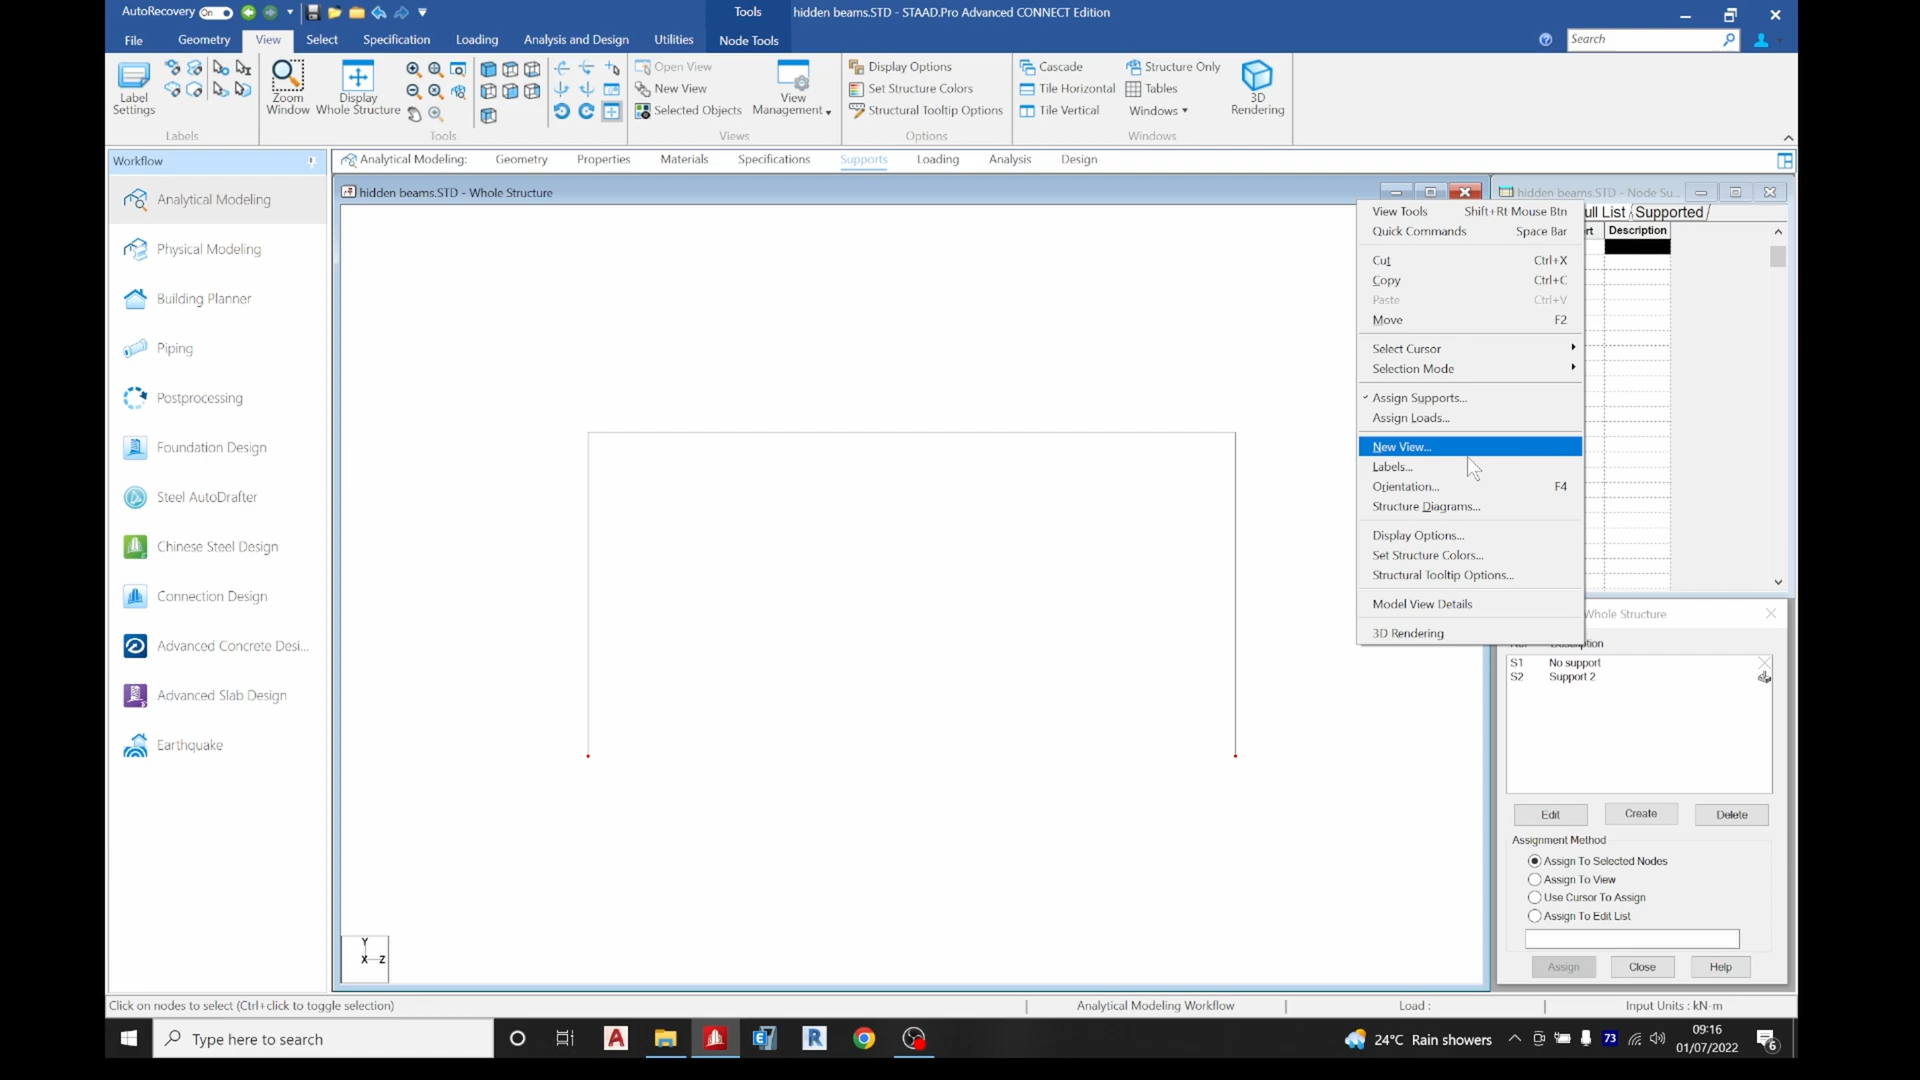 AutoRecovery On
Tools
hidden beams.STD - STAAD.Pro Advanced CONNECT Edition
File
Geometry
View
Select
Specification
Loading
Analysis and Design
Utilities
Node Tools
Search
Label Settings
Labels
Zoom Window
Display Whole Structure
Tools
Open View
New View
Selected Objects
View Management
Views
Display Options
Set Structure Colors
Structural Tooltip Options
Options
Cascade
Tile Horizontal
Tile Vertical
Structure Only
Tables
Windows
Windows
3D Rendering
Workflow
Analytical Modeling
Physical Modeling
Building Planner
Piping
Postprocessing
Foundation Design
Steel AutoDrafter
Chinese Steel Design
Connection Design
Advanced Concrete Desi...
Advanced Slab Design
Earthquake
Analytical Modeling:
Geometry
Properties
Materials
Specifications
Supports
Loading
Analysis
Design
hidden beams.STD - Whole Structure
hidden beams.STD - Node Su...
ull List
Supported
rt
Description
View Tools Shift+Rt Mouse Btn
Quick Commands Space Bar
Cut Ctrl+X
Copy Ctrl+C
Paste Ctrl+V
Move F2
Select Cursor
Selection Mode
Assign Supports...
Assign Loads...
New View...
Labels...
Orientation... F4
Structure Diagrams...
Display Options...
Set Structure Colors...
Structural Tooltip Options...
Model View Details
3D Rendering
Whole Structure
S1 No support
S2 Support 2
Edit
Create
Delete
Assignment Method
Assign To Selected Nodes
Assign To View
Use Cursor To Assign
Assign To Edit List
Assign
Close
Help
Y
X Z
Click on nodes to select (Ctrl+click to toggle selection)
Analytical Modeling Workflow
Load :
Input Units : kN-m
Type here to search
24°C Rain showers
73
09:16
01/07/2022
6